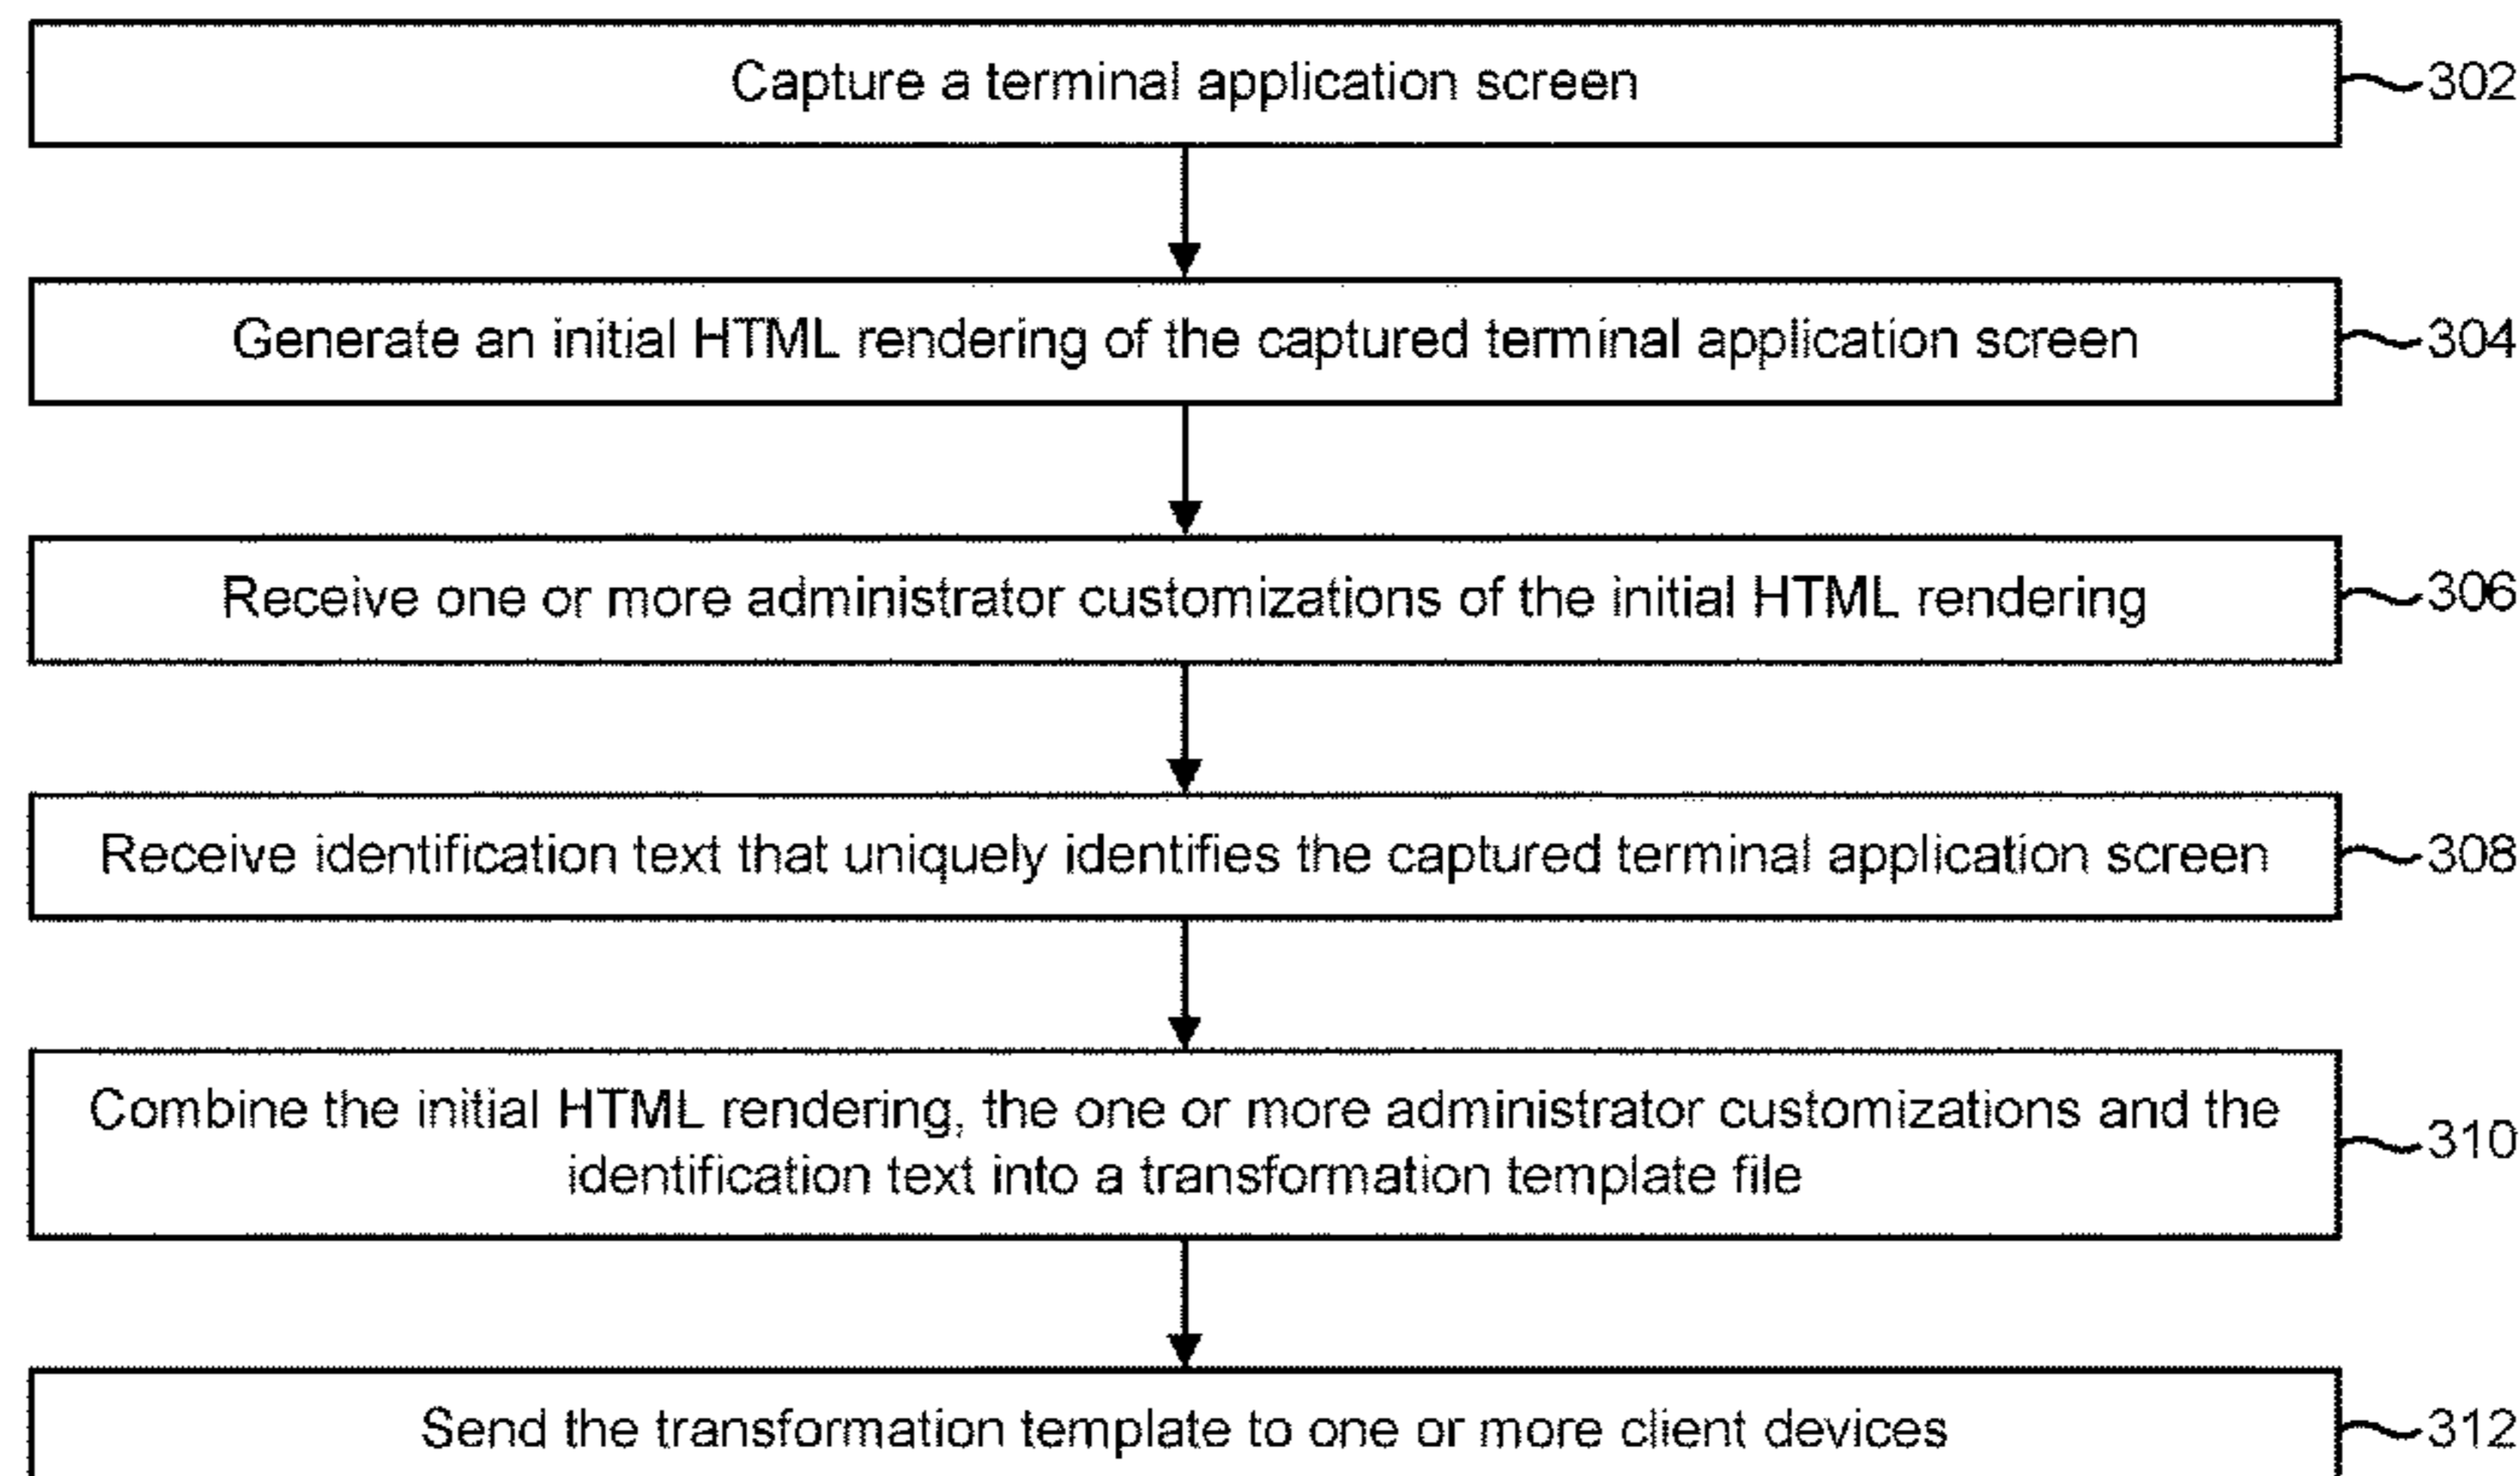 Capture a terminal application screen
302
Generate an initial HTML rendering of the captured terminal application screen
304
Receive one or more administrator customizations of the initial HTML rendering
306
Receive identification text that uniquely identifies the captured terminal application screen
308
Combine the initial HTML rendering, the one or more administrator customizations and the
identification text into a transformation template file
310
Send the transformation template to one or more client devices
312